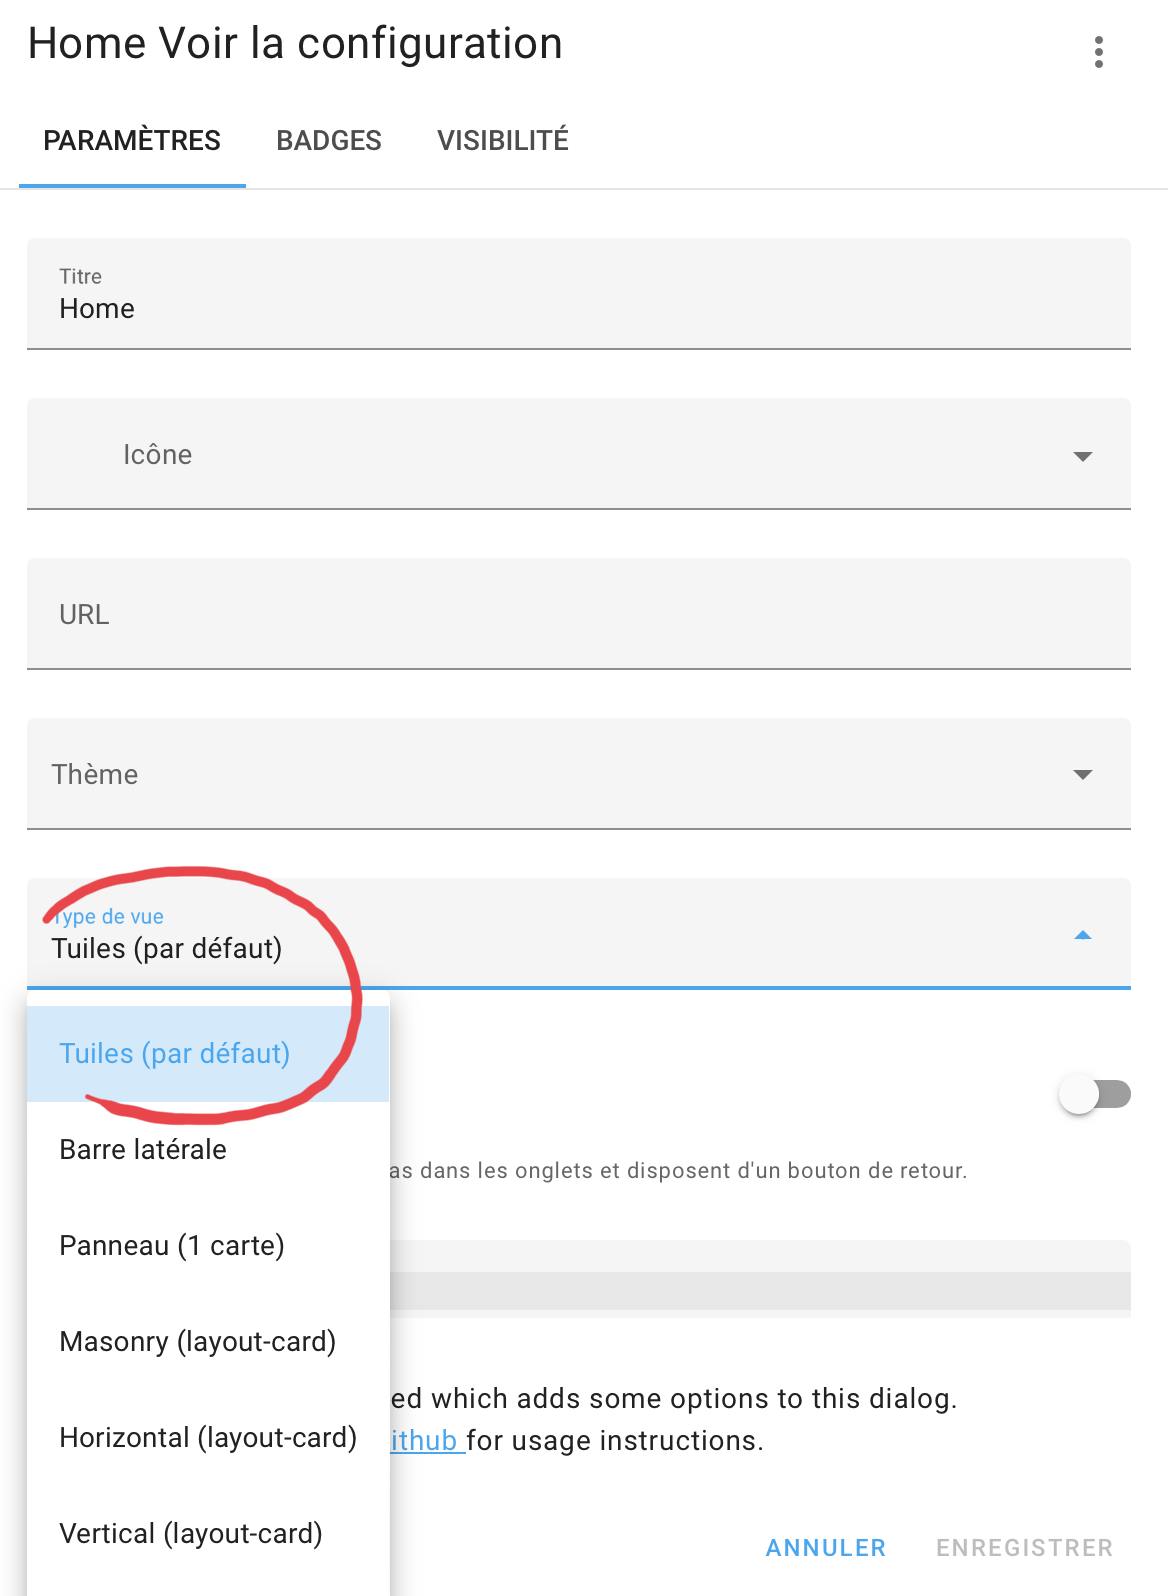 Home Voir la configuration
PARAMÈTRES BADGES VISIBILITÉ
Titre
Home
Icône
URL
Thème
Type de vue
Tuiles (par défaut)
Tuiles (par défaut)
Barre latérale
as dans les onglets et disposent d'un bouton de retour.
Panneau (1 carte)
Masonry (layout-card)
ed which adds some options to this dialog.
Horizontal (layout-card)
ithub for usage instructions.
Vertical (layout-card)
ANNULER ENREGISTRER